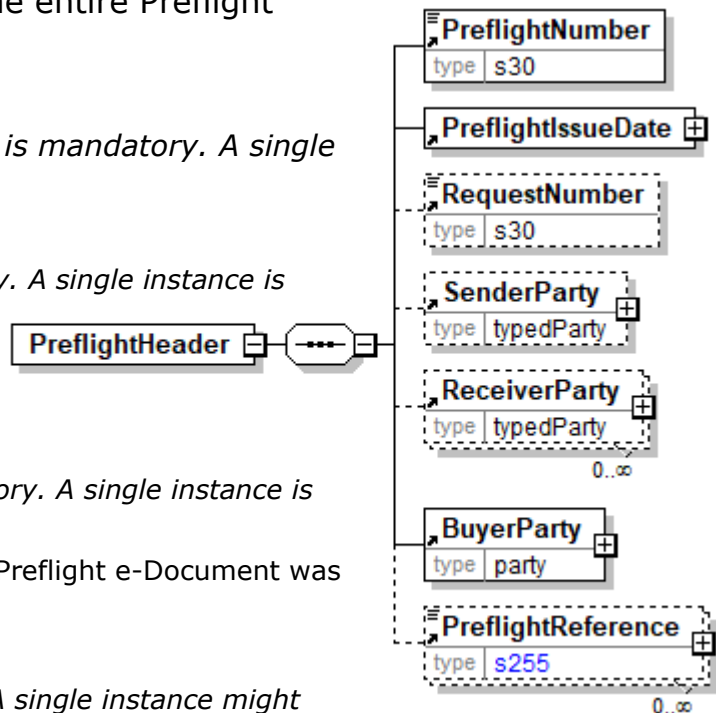 e entire Preflight
is mandatory. A single
y. A single instance is
ory. A single instance is
Preflight e-Document was
A single instance might
PreflightHeader
PreflightNumber
type s30
PreflightIssueDate
RequestNumber
type s30
SenderParty
type typedParty
ReceiverParty
type typedParty
0..∞
BuyerParty
type party
PreflightReference
type s255
0..∞